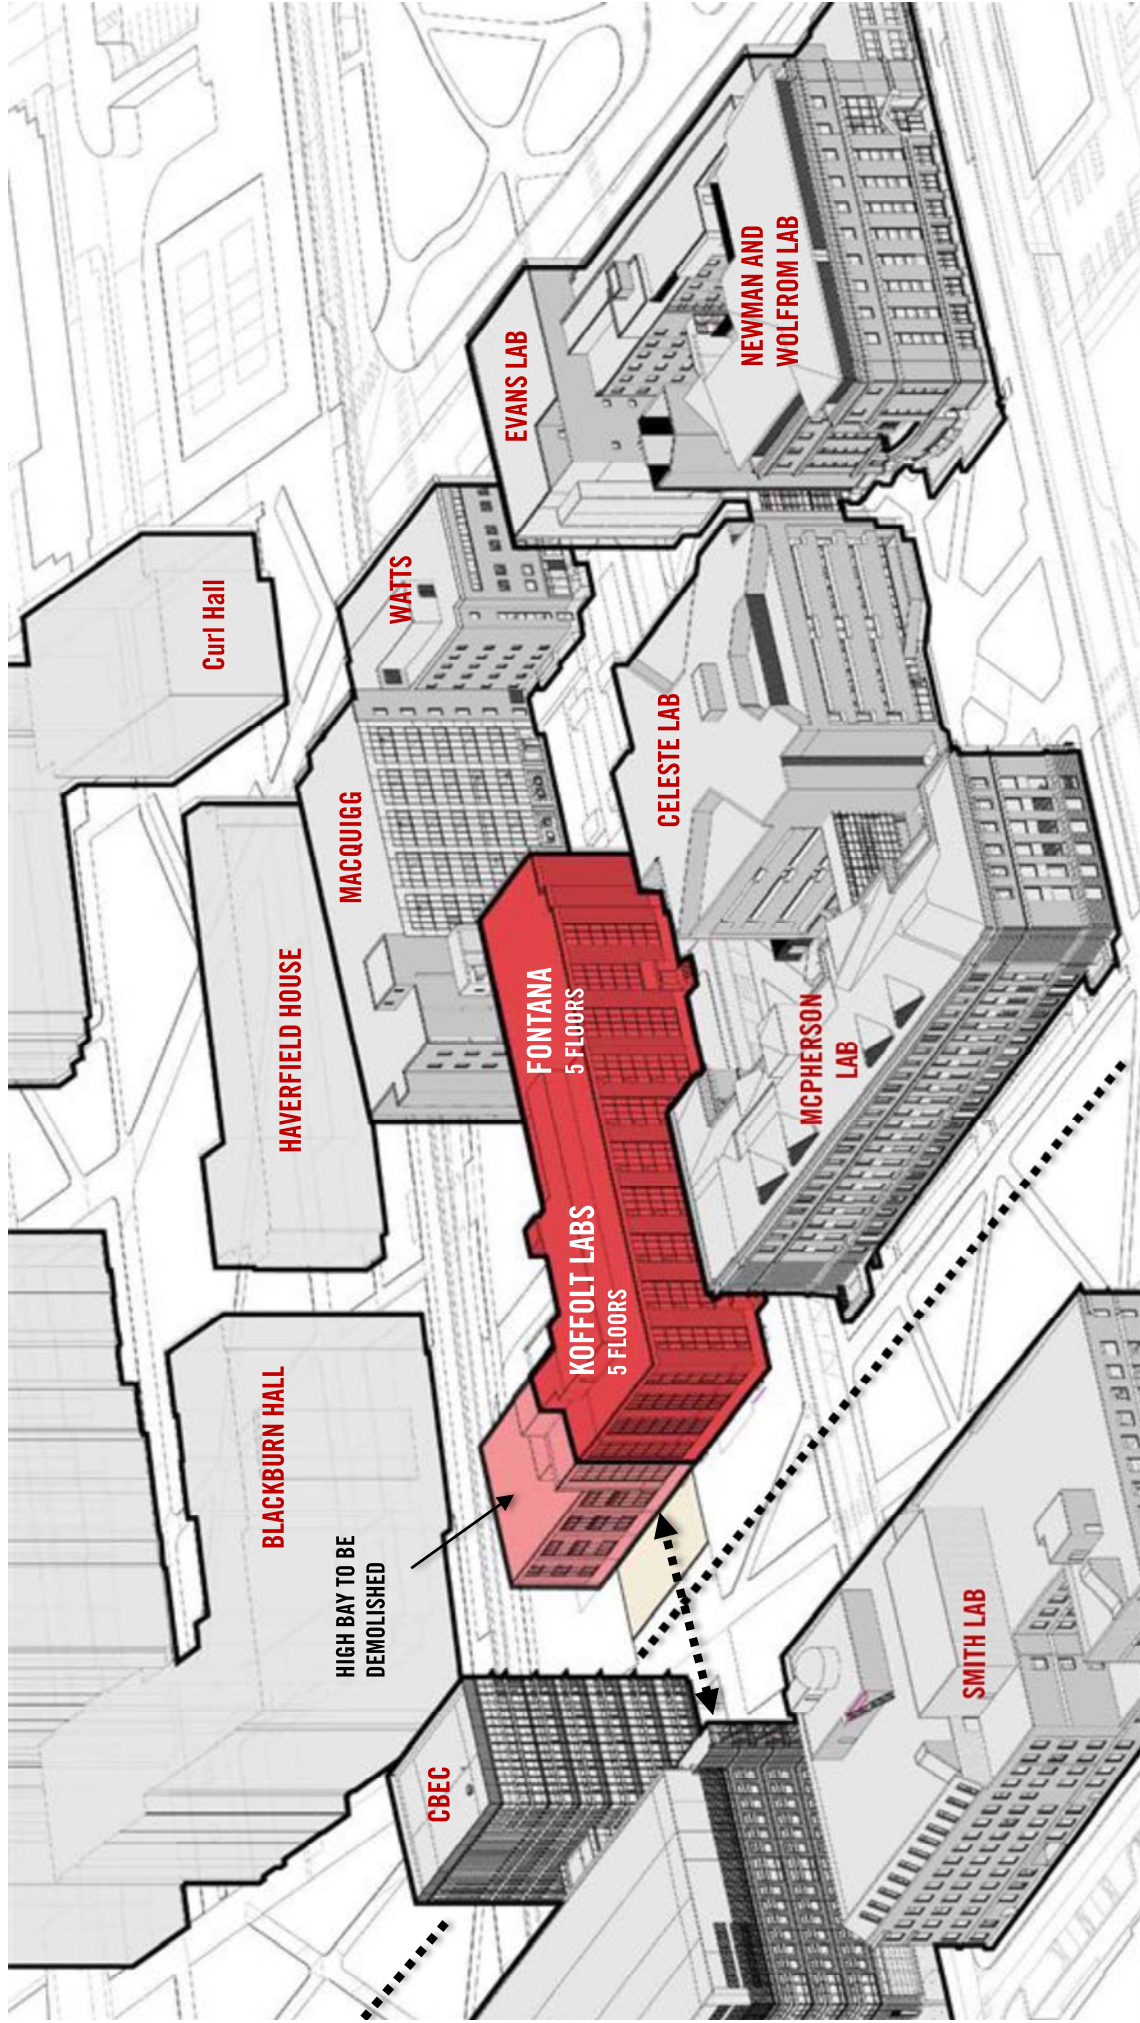 Curl Hall
WATTS
EVANS LAB
NEWMAN AND
WOLFROM LAB
MACQUIGG
HAVERFIELD HOUSE
CELESTE LAB
FONTANA
5 FLOORS
MCPHERSON
LAB
KOFFOLT LABS
5 FLOORS
BLACKBURN HALL
HIGH BAY TO BE
DEMOLISHED
CBEC
SMITH LAB